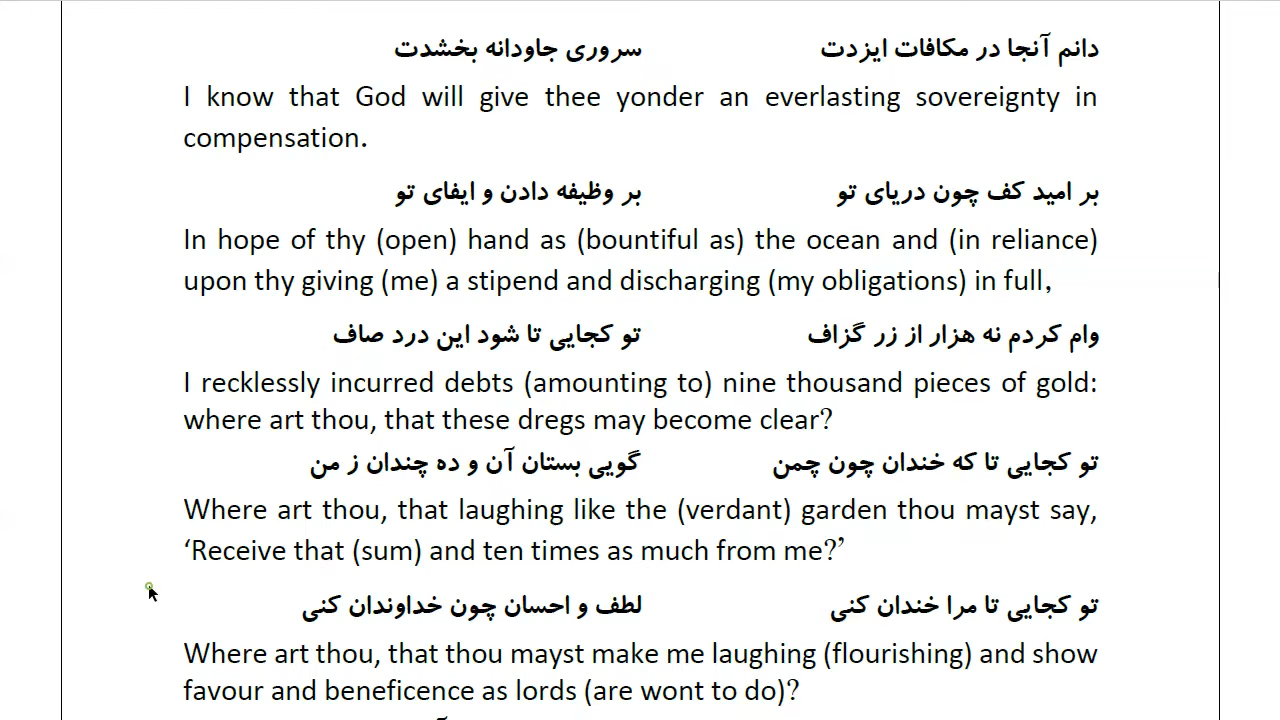 دانم آنجا در مکافات ایزدت سروری جاودانه بخشدت
I know that God will give thee yonder an everlasting sovereignty in
compensation.
بر امید کف چون دریای تو بر وظیفه دادن و ایفای تو
In hope of thy (open) hand as (bountiful as) the ocean and (in reliance)
upon thy giving (me) a stipend and discharging (my obligations) in full,
وام کردم نه هزار از زر گزاف تو کجایی تا شود این درد صاف
I recklessly incurred debts (amounting to) nine thousand pieces of gold:
where art thou, that these dregs may become clear?
تو کجایی تا که خندان چون چمن گویی بستان آن و ده چندان ز من
Where art thou, that laughing like the (verdant) garden thou mayst say,
‘Receive that (sum) and ten times as much from me?’
تو کجایی تا مرا خندان کنی لطف و احسان چون خداوندان کنی
Where art thou, that thou mayst make me laughing (flourishing) and show
favour and beneficence as lords (are wont to do)?